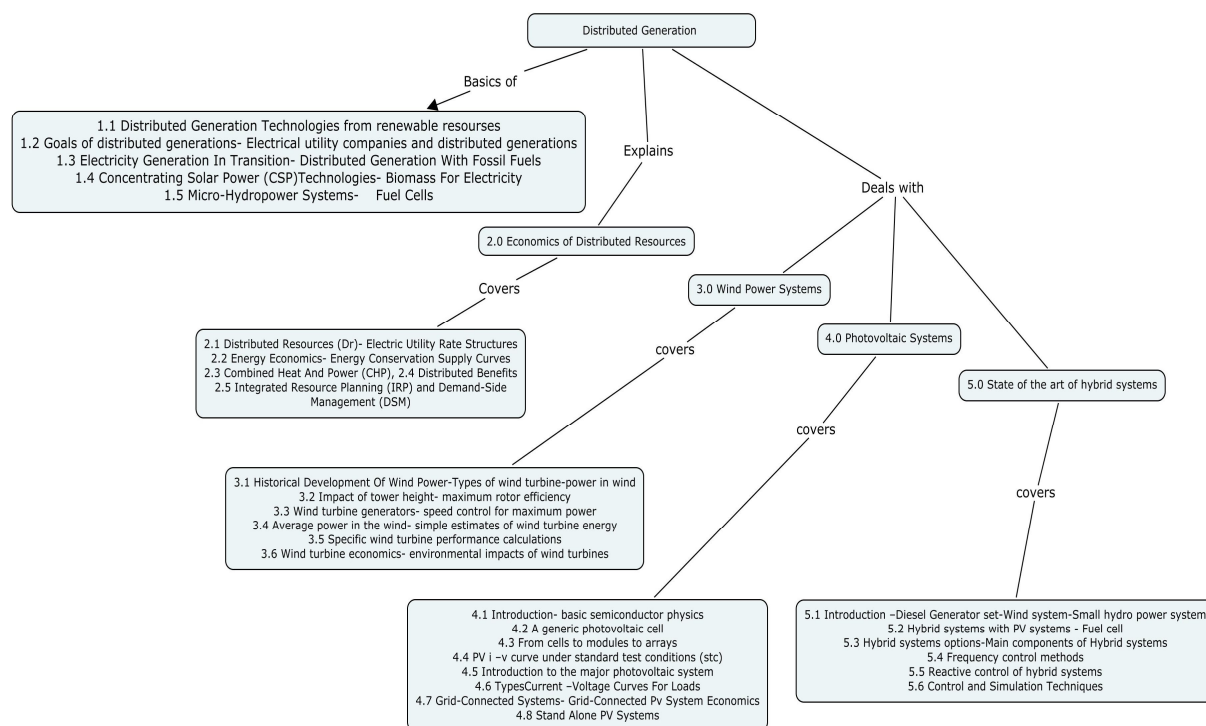 Distributed Generation
Basics of
1.1 Distributed Generation Technologies from renewable resourses
1.2 Goals of distributed generations- Electrical utility companies and distributed generations
1.3 Electricity Generation In Transition- Distributed Generation With Fossil Fuels
1.4 Concentrating Solar Power (CSP)Technologies- Biomass For Electricity
1.5 Micro-Hydropower Systems- Fuel Cells
Explains
2.0 Economics of Distributed Resources
Covers
2.1 Distributed Resources (Dr)- Electric Utility Rate Structures
2.2 Energy Economics- Energy Conservation Supply Curves
2.3 Combined Heat And Power (CHP), 2.4 Distributed Benefits
2.5 Integrated Resource Planning (IRP) and Demand-Side
Management (DSM)
Deals with
3.0 Wind Power Systems
covers
3.1 Historical Development Of Wind Power-Types of wind turbine-power in wind
3.2 Impact of tower height- maximum rotor efficiency
3.3 Wind turbine generators- speed control for maximum power
3.4 Average power in the wind- simple estimates of wind turbine energy
3.5 Specific wind turbine performance calculations
3.6 Wind turbine economics- environmental impacts of wind turbines
4.0 Photovoltaic Systems
covers
4.1 Introduction- basic semiconductor physics
4.2 A generic photovoltaic cell
4.3 From cells to modules to arrays
4.4 PV i –v curve under standard test conditions (stc)
4.5 Introduction to the major photovoltaic system
4.6 TypesCurrent –Voltage Curves For Loads
4.7 Grid-Connected Systems- Grid-Connected Pv System Economics
4.8 Stand Alone PV Systems
5.0 State of the art of hybrid systems
covers
5.1 Introduction –Diesel Generator set-Wind system-Small hydro power system
5.2 Hybrid systems with PV systems - Fuel cell
5.3 Hybrid systems options-Main components of Hybrid systems
5.4 Frequency control methods
5.5 Reactive control of hybrid systems
5.6 Control and Simulation Techniques